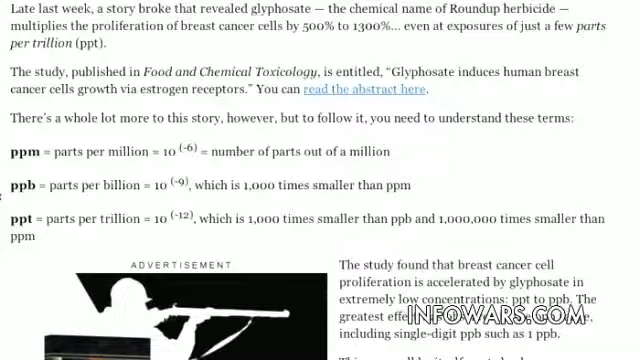 Late last week, a story broke that revealed glyphosate — the chemical name of Roundup herbicide —
multiplies the proliferation of breast cancer cells by 500% to 1300%... even at exposures of just a few parts
per trillion (ppt).
The study, published in Food and Chemical Toxicology, is entitled, “Glyphosate induces human breast
cancer cells growth via estrogen receptors.” You can read the abstract here.
There’s a whole lot more to this story, however, but to follow it, you need to understand these terms:
ppm = parts per million = 10 (-6) = number of parts out of a million
ppb = parts per billion = 10 (-9), which is 1,000 times smaller than ppm
ppt = parts per trillion = 10 (-12), which is 1,000 times smaller than ppb and 1,000,000 times smaller than
ppm
ADVERTISEMENT
The study found that breast cancer cell
proliferation is accelerated by glyphosate in
extremely low concentrations: ppt to ppb. The
greatest
including single-digit ppb such as 1 ppb.
INFOWARS.COM